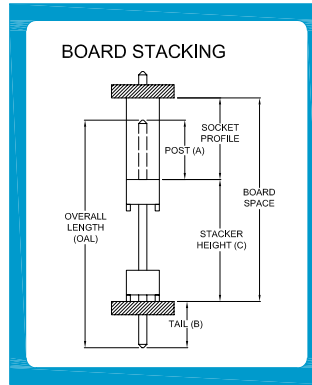 BOARD STACKING
SOCKET
PROFILE
POST (A)
BOARD
SPACE
OVERALL
LENGTH
(OAL)
STACKER
HEIGHT (C)
TAIL (B)